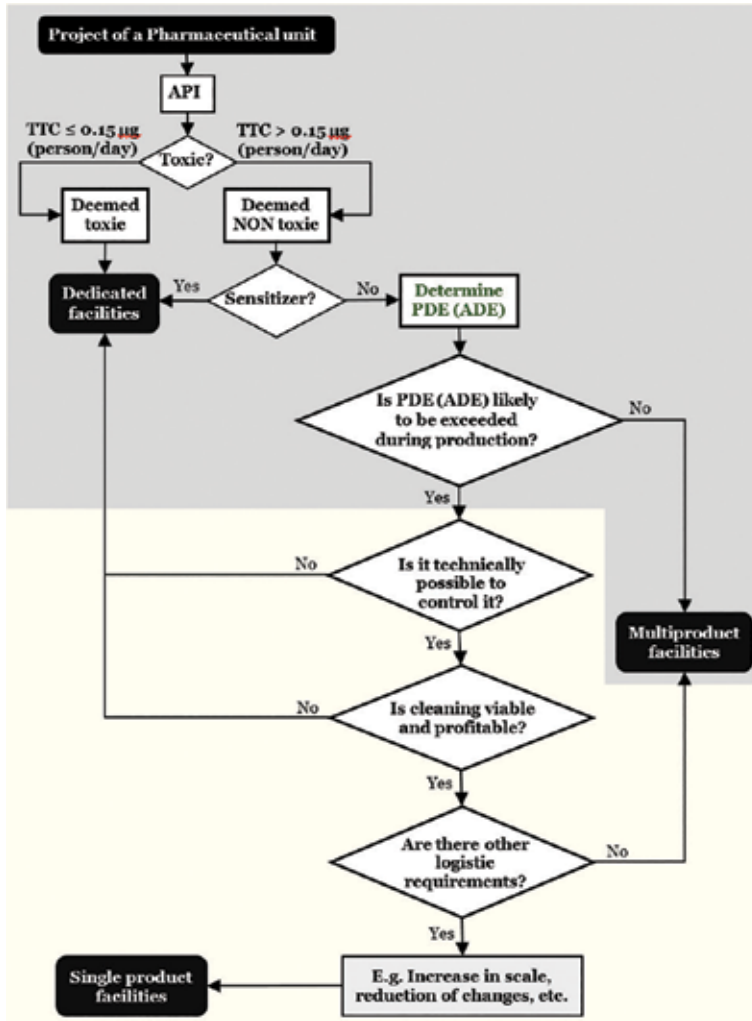 Project of a Pharmaceutical unit
API
TTC ≤ 0.15 µg
(person/day)
TTC > 0.15 µg
(person/day)
Toxic?
Deemed
toxie
Deemed
NON toxic
Dedicated
facilities
Yes
Sensitizer?
No
Determine
PDE (ADE)
Is PDE (ADE) likely
to be exceeded
during production?
No
Yes
No
Is it technically
possible to
control it?
Multiproduct
facilities
Yes
No
Is cleaning viable
and profitable?
Yes
Are there other
logistic
requirements?
No
Yes
Single product
facilities
E.g. Increase in scale,
reduction of changes, etc.